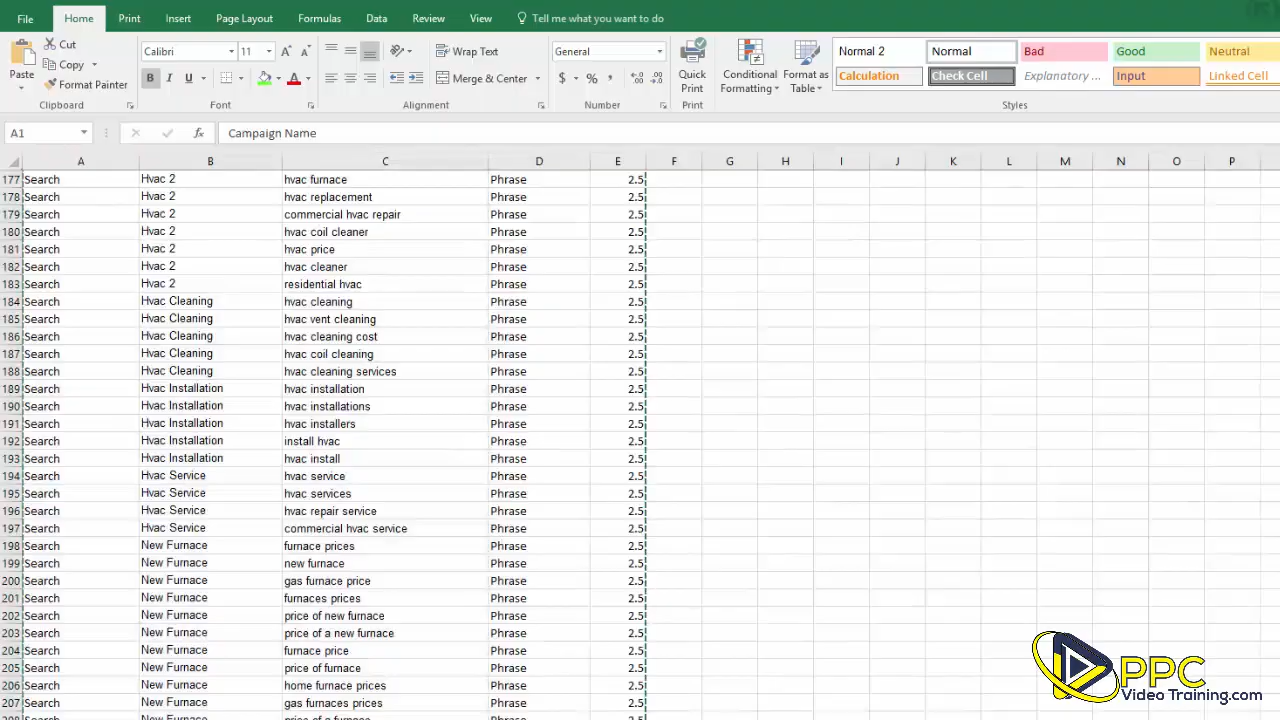 File Home Print Insert Page Layout Formulas Data Review View Tell me what you want to do
Paste
Cut
Copy
Format Painter
Clipboard
Calibri 11
B I U
Font
Wrap Text
Merge & Center
Alignment
General
$ % ,
Number
Quick Print
Print
Conditional Formatting
Format as Table
Normal 2 Normal Bad Good Neutral
Calculation Check Cell Explanatory ... Input Linked Cell
Styles
A1 fx Campaign Name
A B C D E F G H I J K L M N O P
177 Search Hvac 2 hvac furnace Phrase 2.5
178 Search Hvac 2 hvac replacement Phrase 2.5
179 Search Hvac 2 commercial hvac repair Phrase 2.5
180 Search Hvac 2 hvac coil cleaner Phrase 2.5
181 Search Hvac 2 hvac price Phrase 2.5
182 Search Hvac 2 hvac cleaner Phrase 2.5
183 Search Hvac 2 residential hvac Phrase 2.5
184 Search Hvac Cleaning hvac cleaning Phrase 2.5
185 Search Hvac Cleaning hvac vent cleaning Phrase 2.5
186 Search Hvac Cleaning hvac cleaning cost Phrase 2.5
187 Search Hvac Cleaning hvac coil cleaning Phrase 2.5
188 Search Hvac Cleaning hvac cleaning services Phrase 2.5
189 Search Hvac Installation hvac installation Phrase 2.5
190 Search Hvac Installation hvac installations Phrase 2.5
191 Search Hvac Installation hvac installers Phrase 2.5
192 Search Hvac Installation install hvac Phrase 2.5
193 Search Hvac Installation hvac install Phrase 2.5
194 Search Hvac Service hvac service Phrase 2.5
195 Search Hvac Service hvac services Phrase 2.5
196 Search Hvac Service hvac repair service Phrase 2.5
197 Search Hvac Service commercial hvac service Phrase 2.5
198 Search New Furnace furnace prices Phrase 2.5
199 Search New Furnace new furnace Phrase 2.5
200 Search New Furnace gas furnace price Phrase 2.5
201 Search New Furnace furnaces prices Phrase 2.5
202 Search New Furnace price of new furnace Phrase 2.5
203 Search New Furnace price of a new furnace Phrase 2.5
204 Search New Furnace furnace price Phrase 2.5
205 Search New Furnace price of furnace Phrase 2.5
206 Search New Furnace home furnace prices Phrase 2.5
207 Search New Furnace gas furnaces prices Phrase 2.5
208 Search New Furnace price of a furnace Phrase 2.5
PPC
Video Training.com